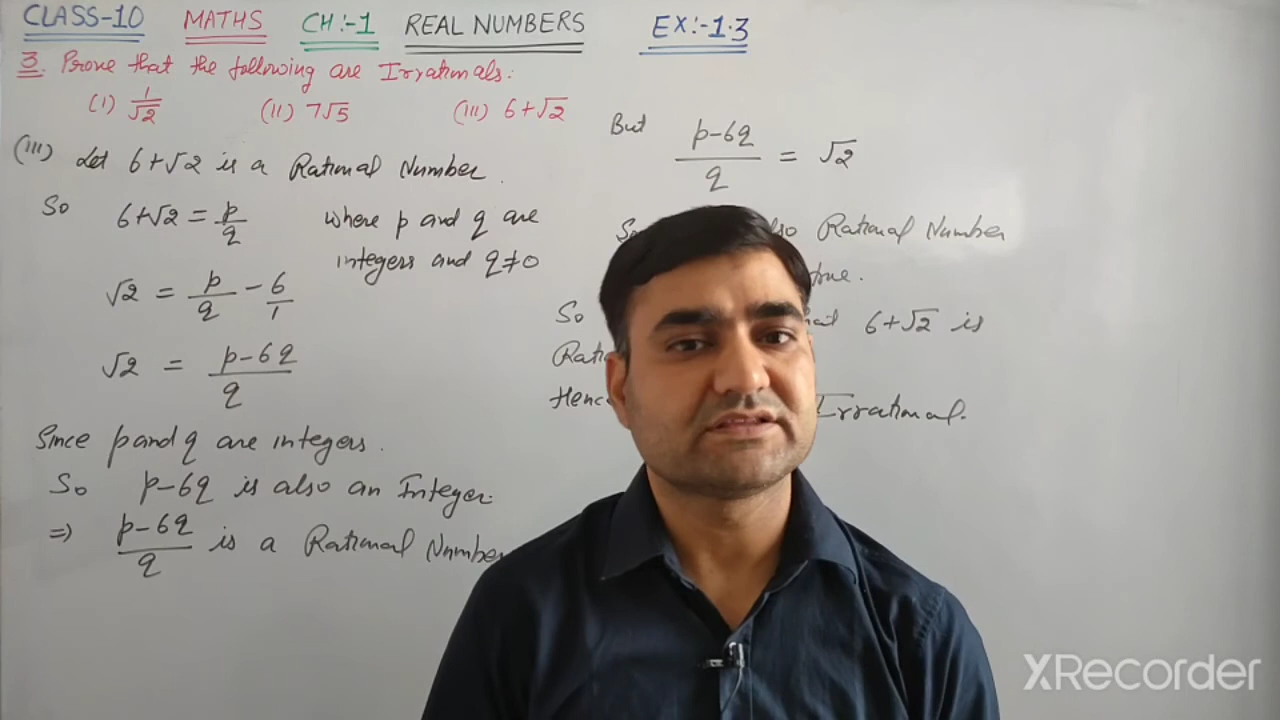 CLASS-10 MATHS CH:-1 REAL NUMBERS EX:-1.3
3. Prove that the following are Irrationals.
(I) 1/√2 (II) 7√5 (III) 6+√2
(III) Let 6+√2 is a Rational Number.
So 6+√2 = p/q where p and q are
integers and q≠0
√2 = p/q - 6/1
√2 = p-6q/q
Since p and q are integers.
So p-6q is also an Integer.
=) p-6q/q is a Rational Number
But p-6q/q = √2
So Rational Number
true.
So 6+√2 is
Irrational.
XRecorder